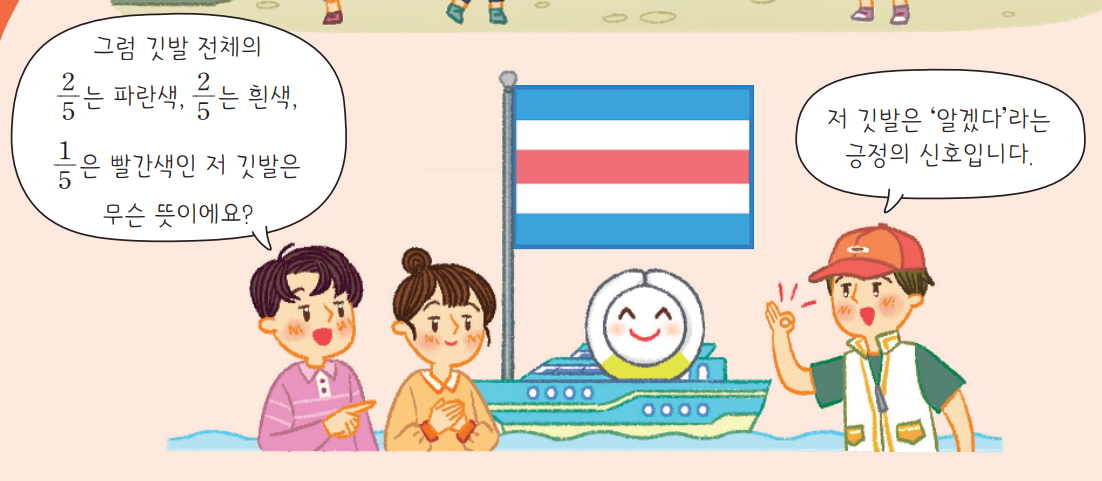 그럼 깃발 전체의
2/5는 파란색, 2/5는 흰색,
1/5은 빨간색인 저 깃발은
무슨 뜻이에요?
저 깃발은 ‘알겠다’라는
긍정의 신호입니다.